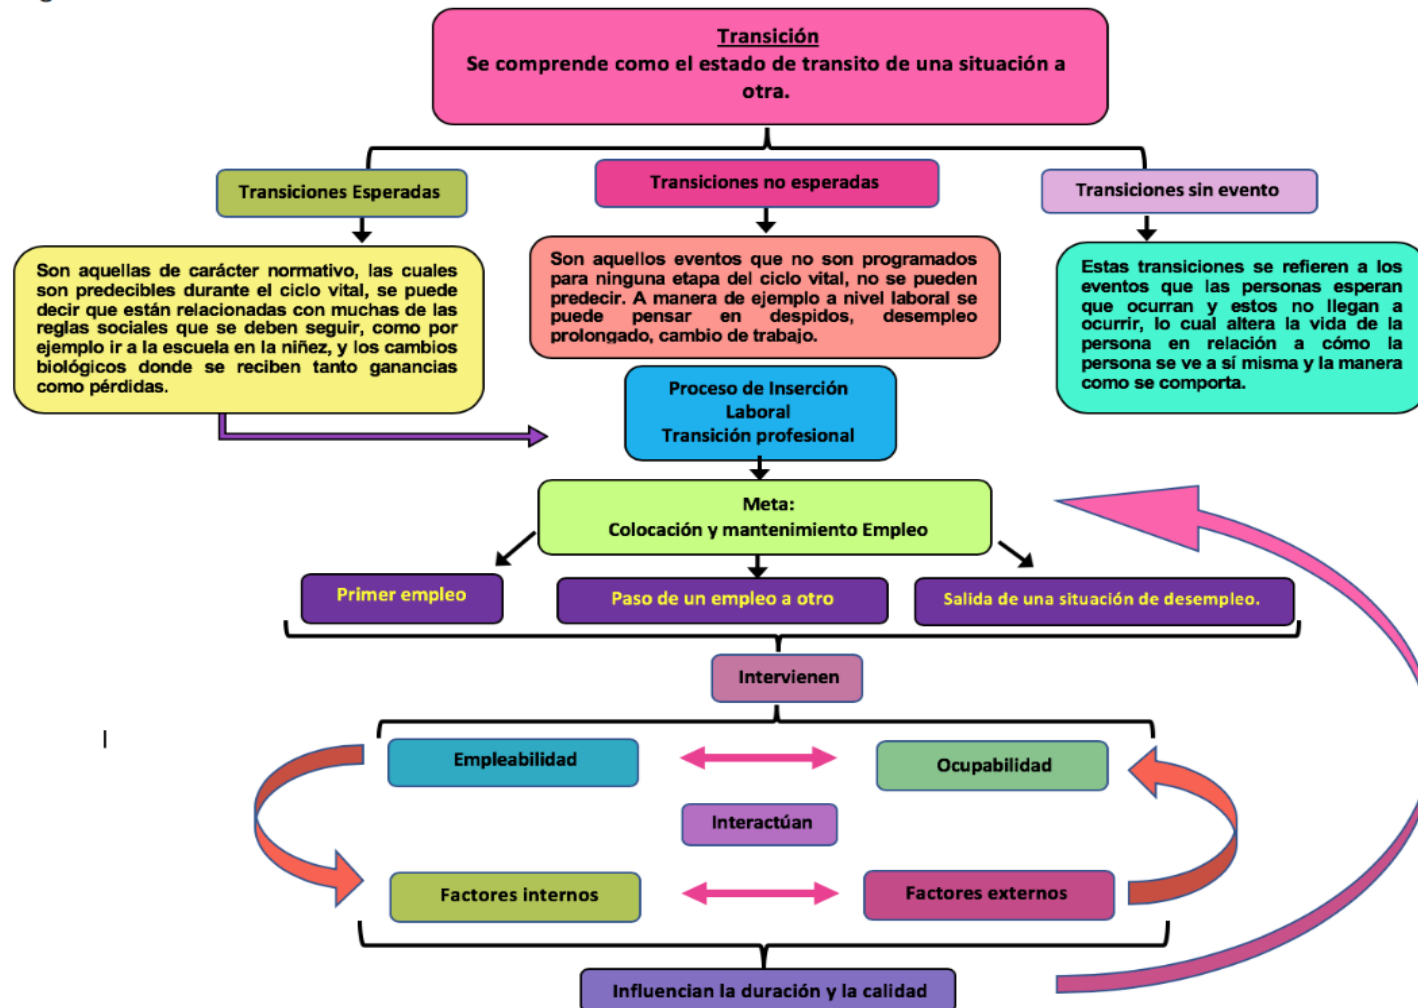 Transición
Se comprende como el estado de transito de una situación a
otra.
Transiciones Esperadas
Transiciones no esperadas
Transiciones sin evento
Son aquellas de carácter normativo, las cuales
son predecibles durante el ciclo vital, se puede
decir que están relacionadas con muchas de las
reglas sociales que se deben seguir, como por
ejemplo ir a la escuela en la niñez, y los cambios
biológicos donde se reciben tanto ganancias
como pérdidas.
Son aquellos eventos que no son programados
para ninguna etapa del ciclo vital, no se pueden
predecir. A manera de ejemplo a nivel laboral se
puede pensar en despidos, desempleo
prolongado, cambio de trabajo.
Estas transiciones se refieren a los
eventos que las personas esperan
que ocurran y estos no llegan a
ocurrir, lo cual altera la vida de la
persona en relación a cómo la
persona se ve a sí misma y la manera
como se comporta.
Proceso de Inserción
Laboral
Transición profesional
Meta:
Colocación y mantenimiento Empleo
Primer empleo
Paso de un empleo a otro
Salida de una situación de desempleo.
Intervienen
Empleabilidad
Ocupabilidad
Interactúan
Factores internos
Factores externos
Influencian la duración y la calidad